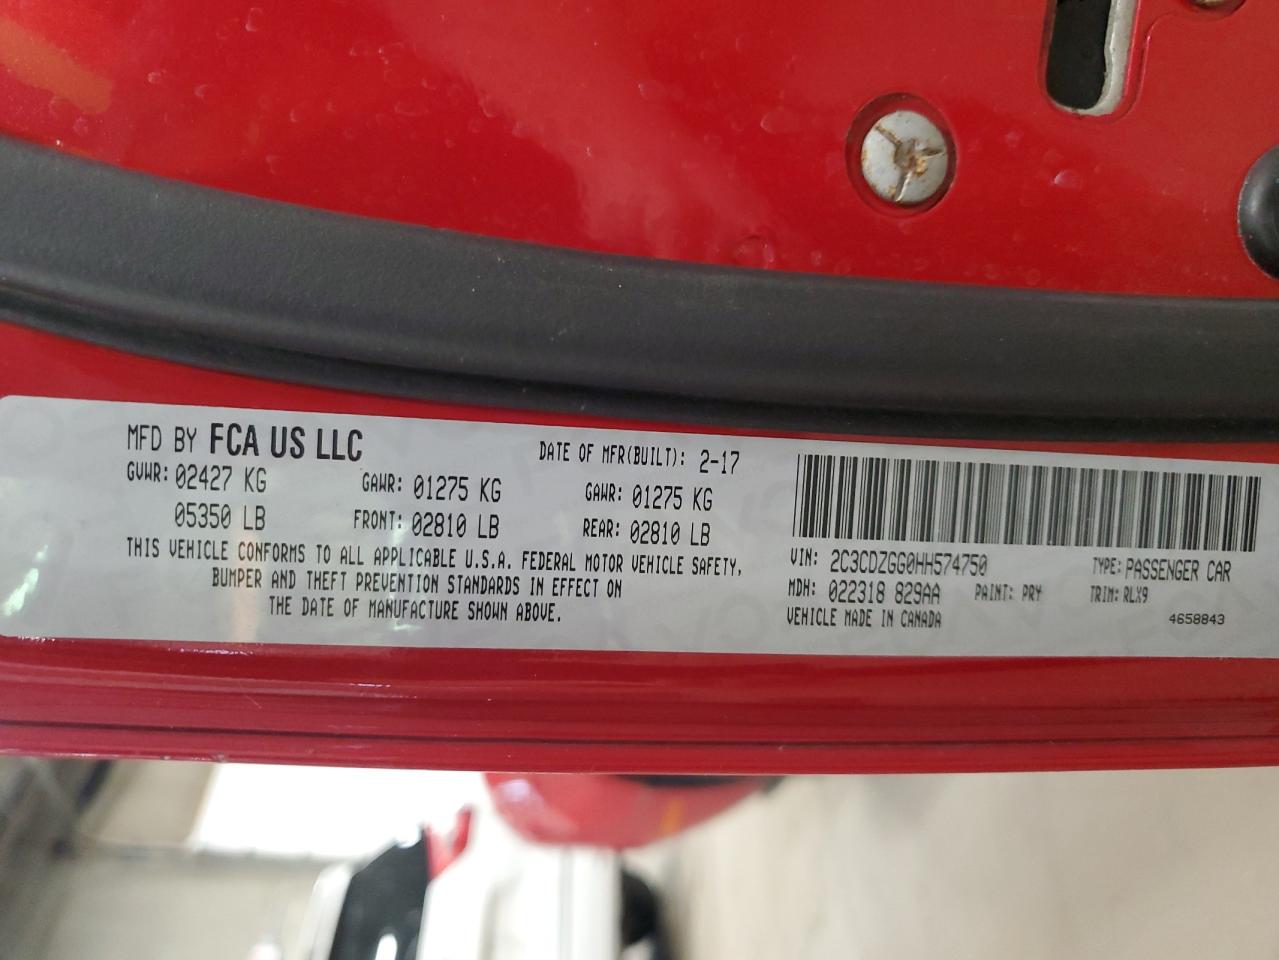 MFD BY FCA US LLC
DATE OF MFR(BUILT): 2-17
GVWR: 02427 KG
GAWR: 01275 KG
GAWR: 01275 KG
05350 LB
FRONT: 02810 LB
REAR: 02810 LB
THIS VEHICLE CONFORMS TO ALL APPLICABLE U.S.A. FEDERAL MOTOR VEHICLE SAFETY,
BUMPER AND THEFT PREVENTION STANDARDS IN EFFECT ON
THE DATE OF MANUFACTURE SHOWN ABOVE.
VIN: 2C3CDZGG0HH574750
TYPE: PASSENGER CAR
MDH: 022318 829AA
PAINT: PRY
TRIM: RLX9
VEHICLE MADE IN CANADA
4658843